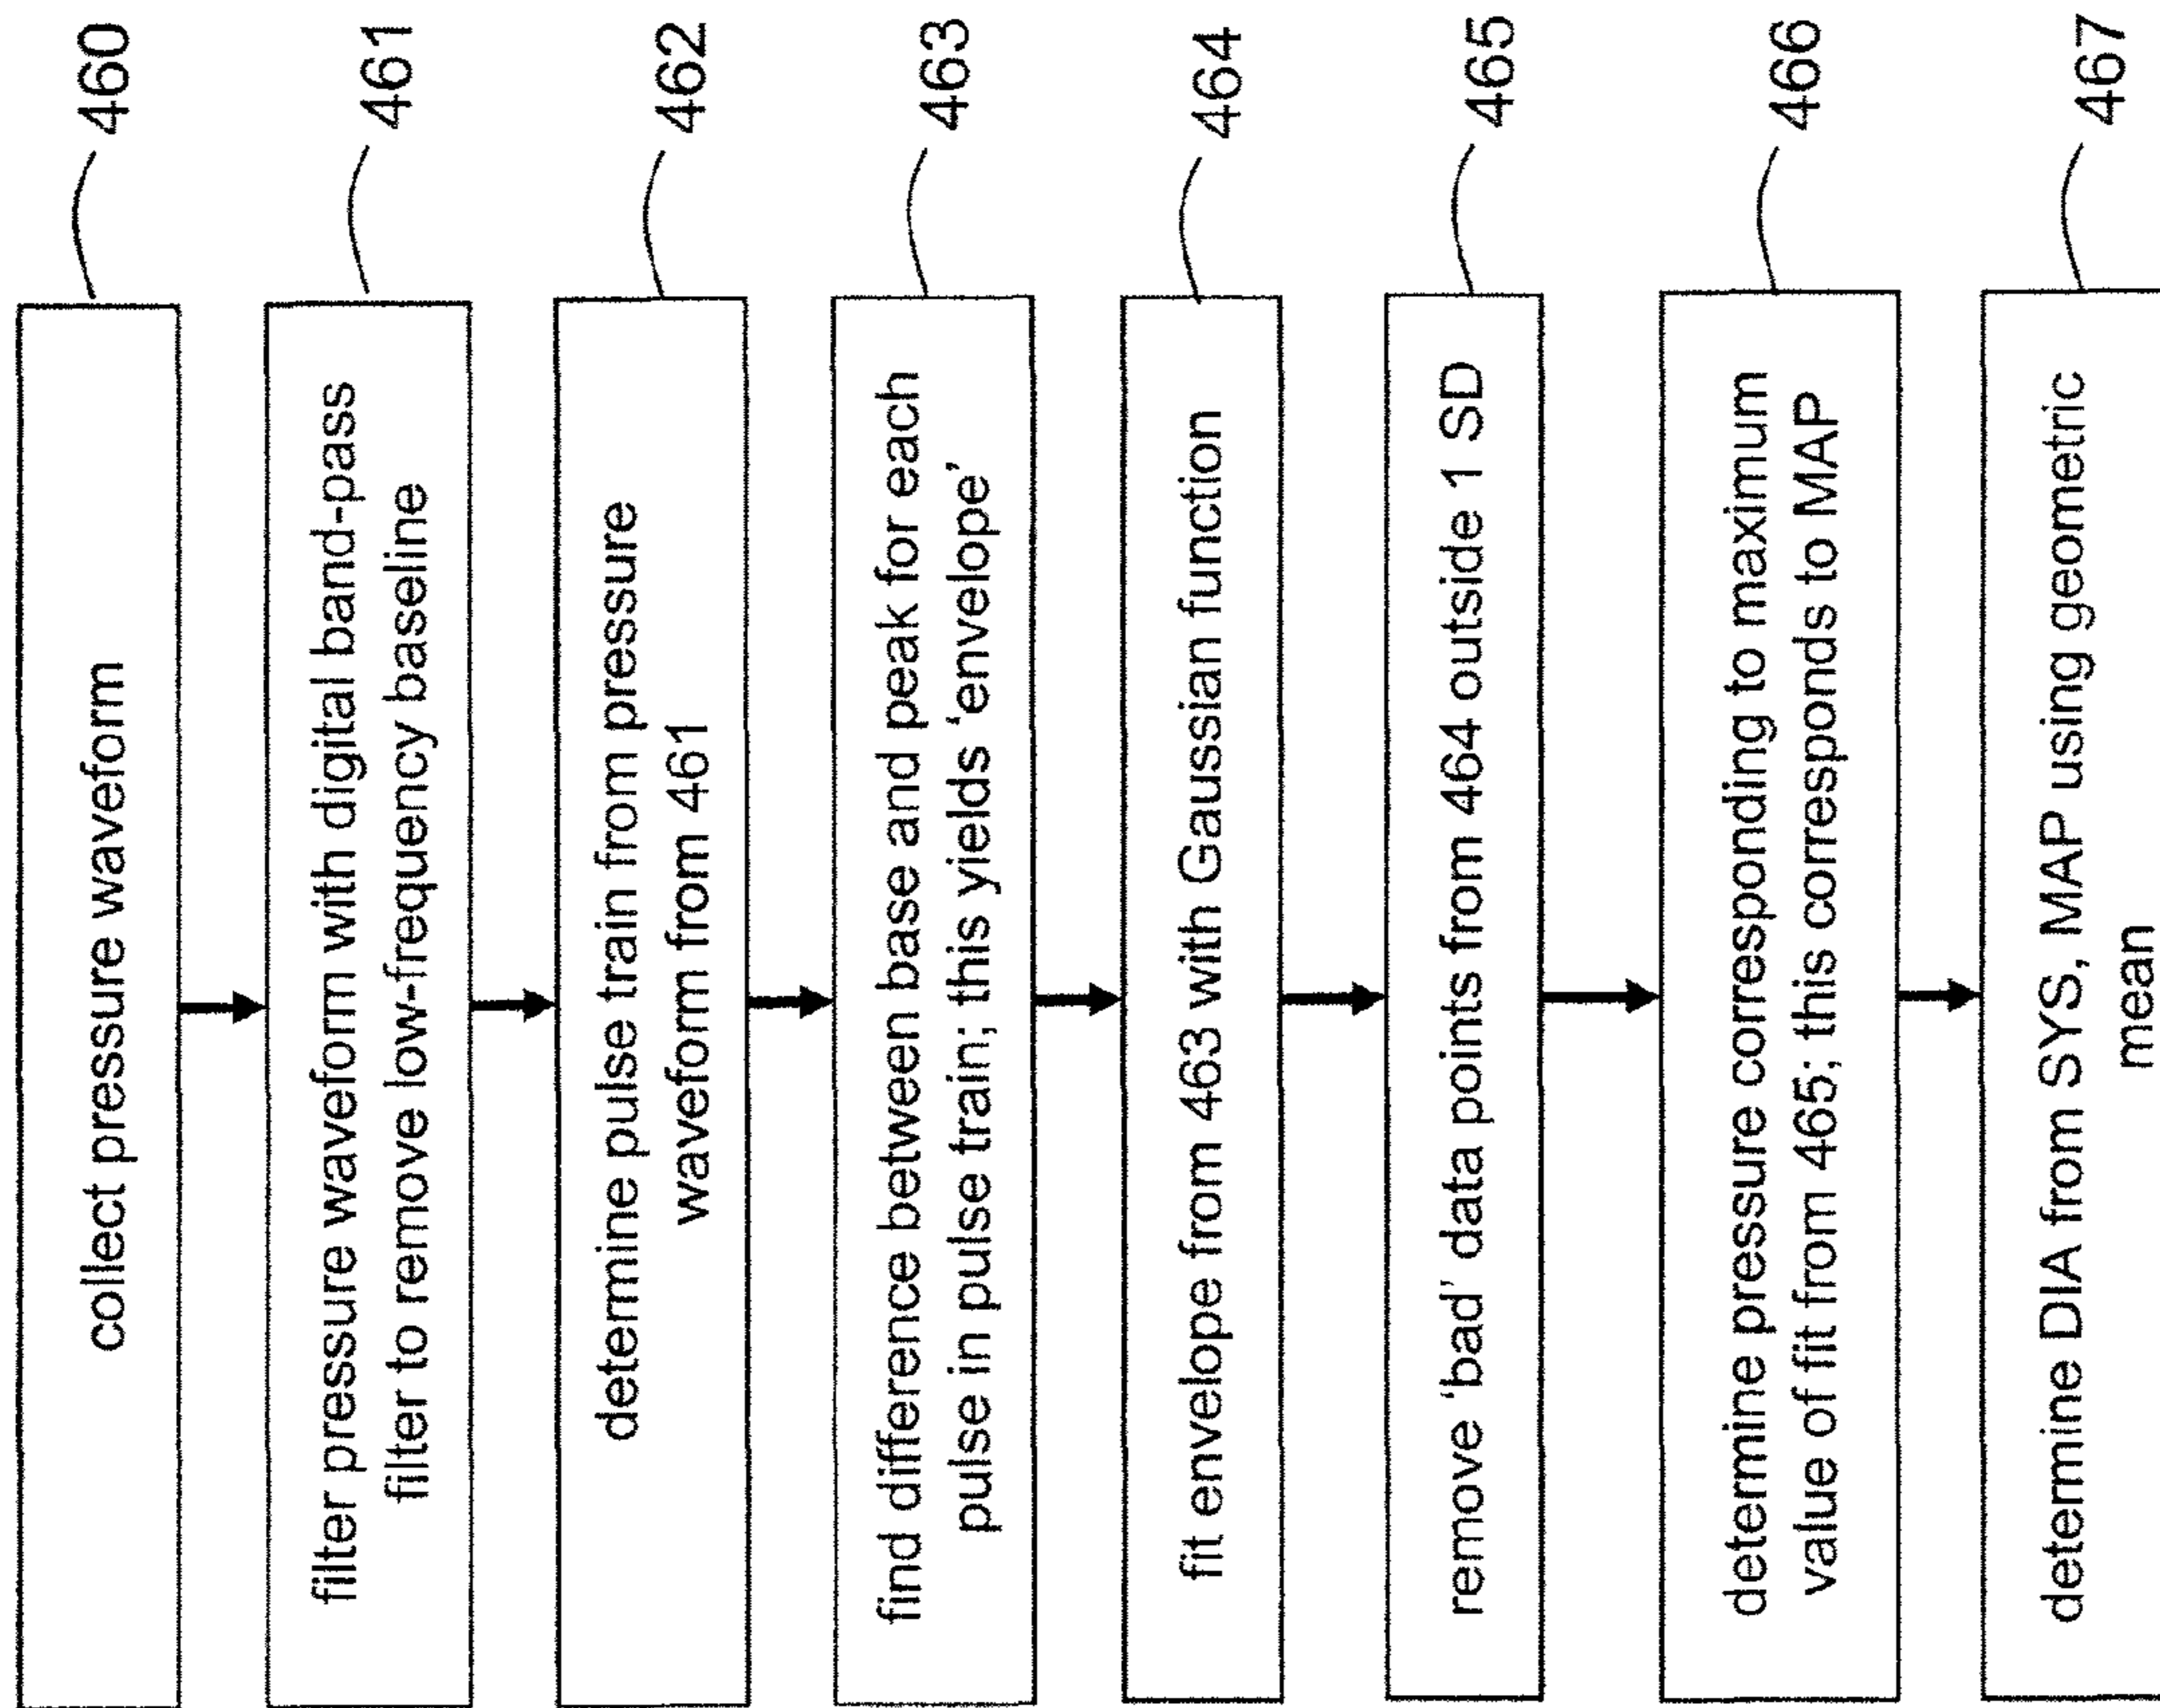 collect pressure waveform
460
filter pressure waveform with digital band-pass
filter to remove low-frequency baseline
461
determine pulse train from pressure
waveform from 461
462
find difference between base and peak for each
pulse in pulse train; this yields ‘envelope’
463
fit envelope from 463 with Gaussian function
464
remove ‘bad’ data points from 464 outside 1 SD
465
determine pressure corresponding to maximum
value of fit from 465; this corresponds to MAP
466
determine DIA from SYS, MAP using geometric
mean
467